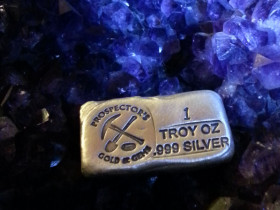 PROSPECTOR'S
GOLD & GEMS
1
TROY OZ
.999 SILVER